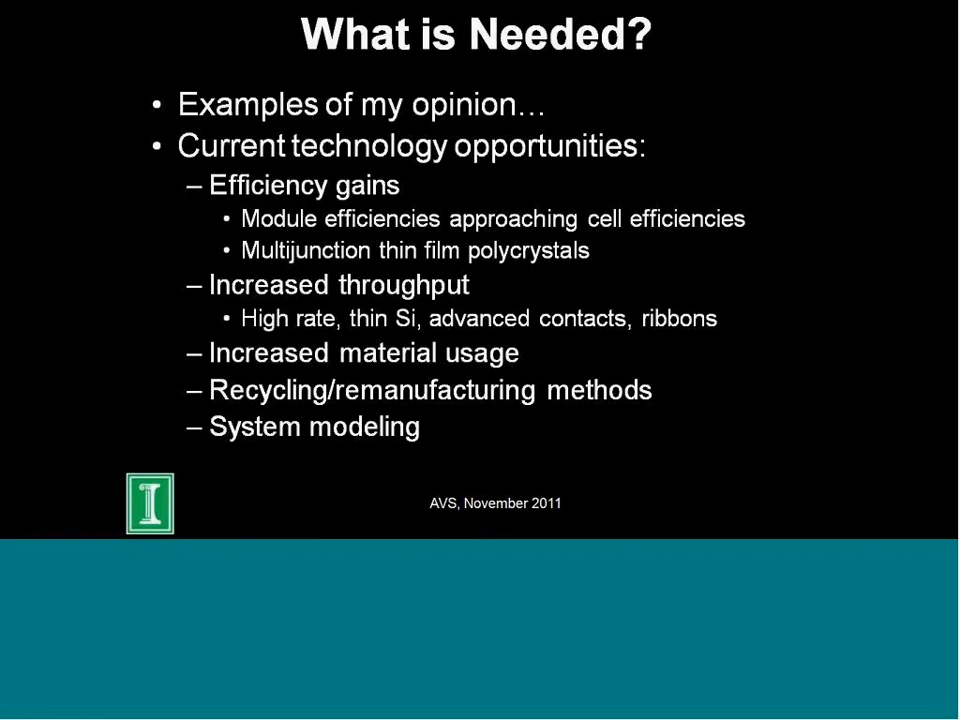 What is Needed?
• Examples of my opinion…
• Current technology opportunities:
– Efficiency gains
• Module efficiencies approaching cell efficiencies
• Multijunction thin film polycrystals
– Increased throughput
• High rate, thin Si, advanced contacts, ribbons
– Increased material usage
– Recycling/remanufacturing methods
– System modeling
I
AVS, November 2011